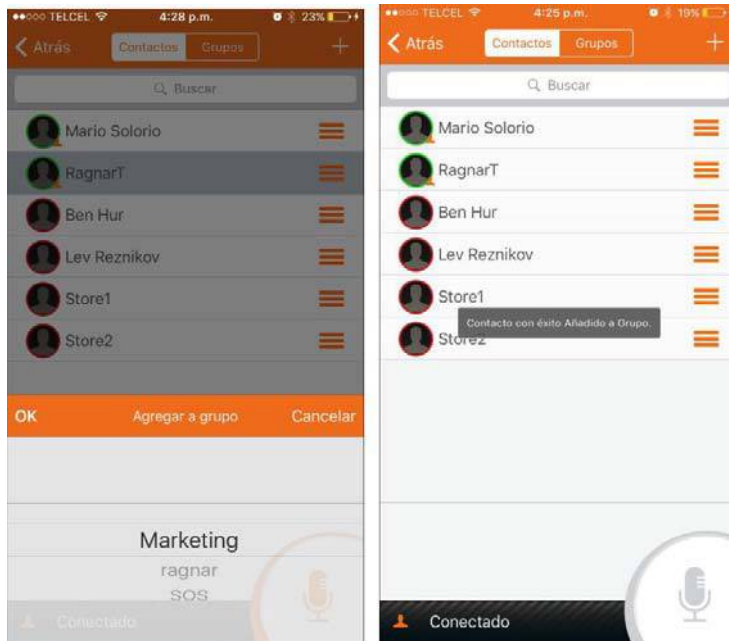 TELCEL 4:28 p.m. 23%
Atrás Contactos Grupos +
Buscar
Mario Solorio
RagnarT
Ben Hur
Lev Reznikov
Store1
Store2
OK Agregar a grupo Cancelar
Marketing
ragnar
SOS
Conectado
TELCEL 4:25 p.m. 19%
Atrás Contactos Grupos +
Buscar
Mario Solorio
RagnarT
Ben Hur
Lev Reznikov
Store1
Contacto con éxito Añadido a Grupo.
Store2
Conectado